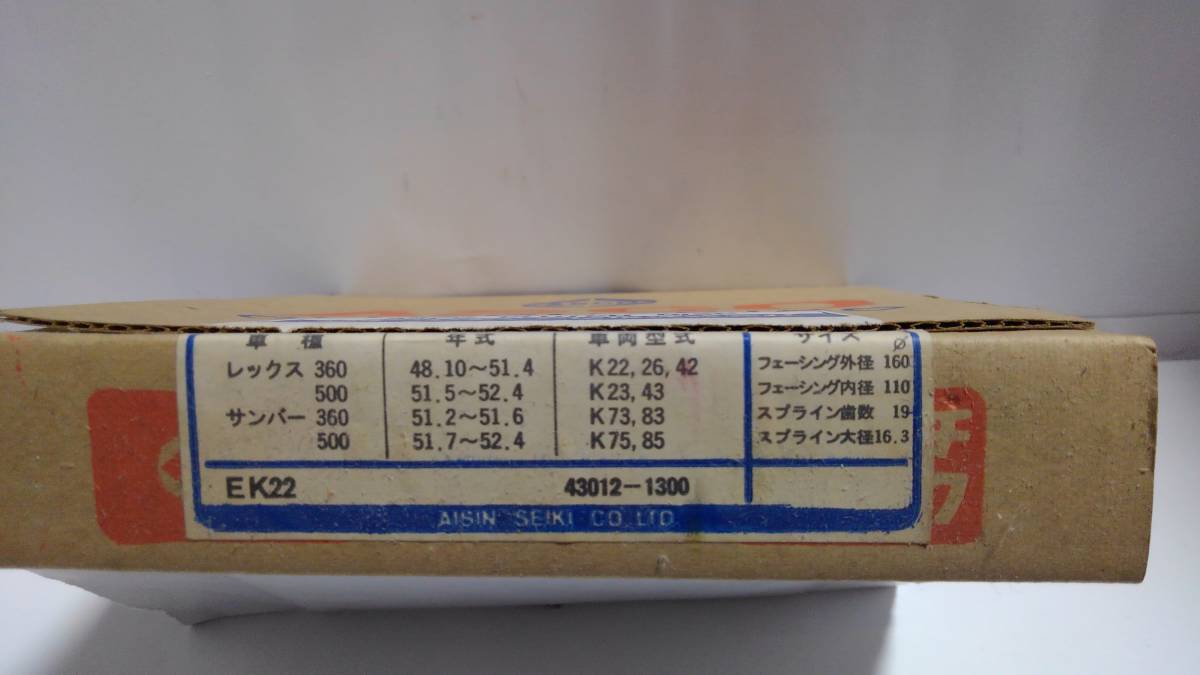 車種 年式 車両型式 サイズ ø
レックス 360 48.10～51.4 K22, 26, 42 フェーシング外径 160
500 51.5～52.4 K23, 43 フェーシング内径 110
サンバー 360 51.2～51.6 K73, 83 スプライン歯数 19
500 51.7～52.4 K75, 85 スプライン大径 16.3
EK22 43012-1300
AISIN SEIKI CO LTD